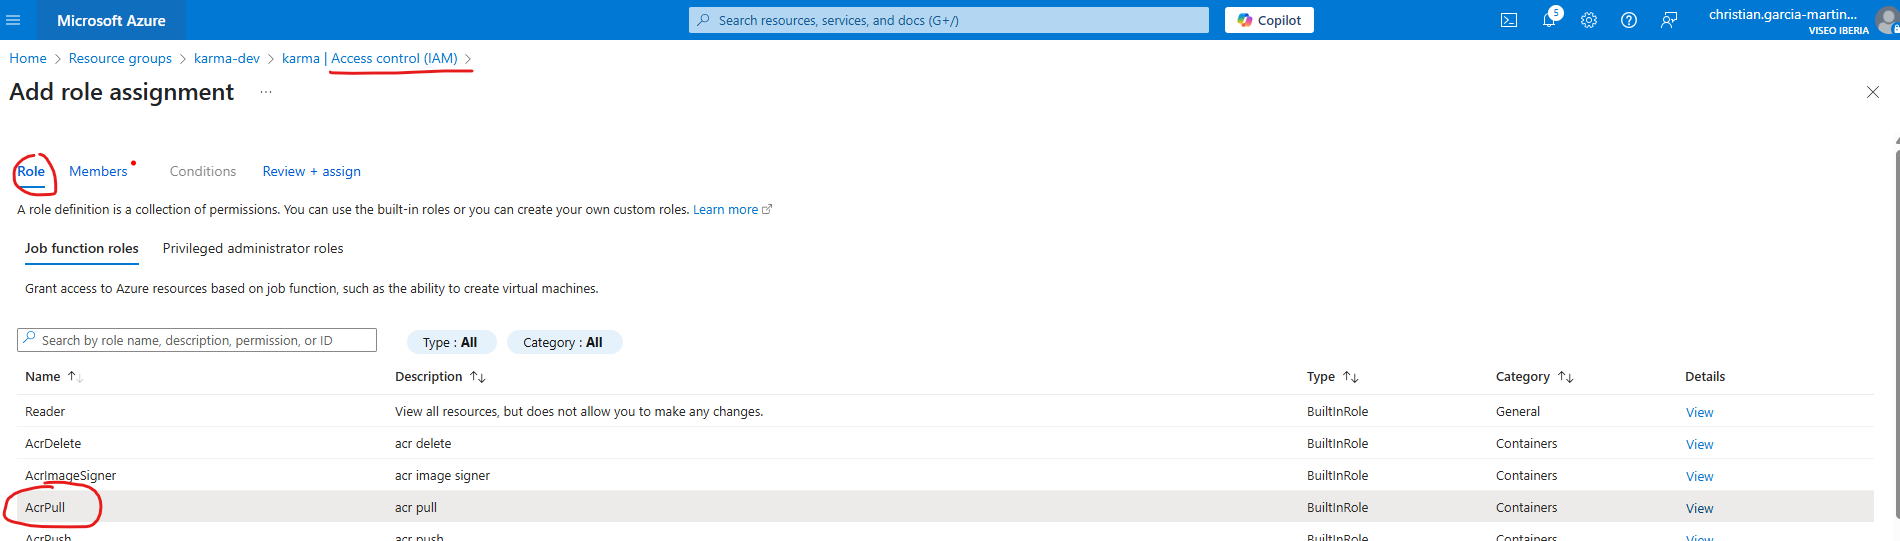 Microsoft Azure
Search resources, services, and docs (G+/)
Copilot
5
christian.garcia-martin...
VISEO IBERIA
Home > Resource groups > karma-dev > karma | Access control (IAM) >
Add role assignment ...
Role Members Conditions Review + assign
A role definition is a collection of permissions. You can use the built-in roles or you can create your own custom roles. Learn more
Job function roles Privileged administrator roles
Grant access to Azure resources based on job function, such as the ability to create virtual machines.
Search by role name, description, permission, or ID
Type : All
Category : All
Name Description Type Category Details
Reader View all resources, but does not allow you to make any changes. BuiltInRole General View
AcrDelete acr delete BuiltInRole Containers View
AcrImageSigner acr image signer BuiltInRole Containers View
AcrPull acr pull BuiltInRole Containers View
AcrPush acr push BuiltInRole Containers View